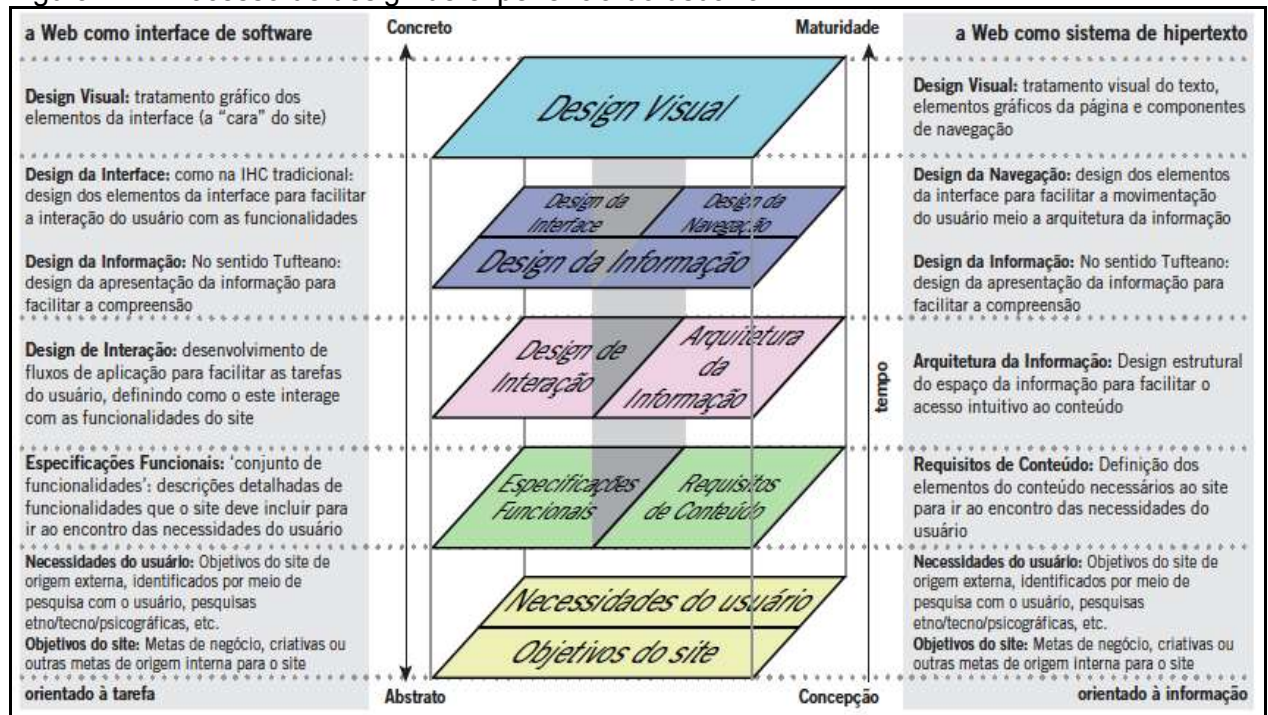 a Web como interface de software
Design Visual: tratamento gráfico dos
elementos da interface (a “cara” do site)
Design da Interface: como na IHC tradicional:
design dos elementos da interface para facilitar
a interação do usuário com as funcionalidades
Design da Informação: No sentido Tufteano:
design da apresentação da informação para
facilitar a compreensão
Design de Interação: desenvolvimento de
fluxos de aplicação para facilitar as tarefas
do usuário, definindo como o este interage
com as funcionalidades do site
Especificações Funcionais: ‘conjunto de
funcionalidades’: descrições detalhadas de
funcionalidades que o site deve incluir para
ir ao encontro das necessidades do usuário
Necessidades do usuário: Objetivos do site de
origem externa, identificados por meio de
pesquisa com o usuário, pesquisas
etno/tecno/psicográficas, etc.
Objetivos do site: Metas de negócio, criativas ou
outras metas de origem interna para o site
orientado à tarefa
Concreto
Maturidade
Design Visual
Design da
Interface
Design da
Navegação
Design da Informação
Design de
Interação
Arquitetura
da
Informação
Especificações
Funcionais
Requisitos
de Conteúdo
Necessidades do usuário
Objetivos do site
tempo
Abstrato
Concepção
a Web como sistema de hipertexto
Design Visual: tratamento visual do texto,
elementos gráficos da página e componentes
de navegação
Design da Navegação: design dos elementos
da interface para facilitar a movimentação
do usuário meio a arquitetura da informação
Design da Informação: No sentido Tufteano:
design da apresentação da informação para
facilitar a compreensão
Arquitetura da Informação: Design estrutural
do espaço da informação para facilitar o
acesso intuitivo ao conteúdo
Requisitos de Conteúdo: Definição dos
elementos do conteúdo necessários ao site
para ir ao encontro das necessidades do
usuário
Necessidades do usuário: Objetivos do site de
origem externa, identificados por meio de
pesquisa com o usuário, pesquisas
etno/tecno/psicográficas, etc.
Objetivos do site: Metas de negócio, criativas ou
outras metas de origem interna para o site
orientado à informação